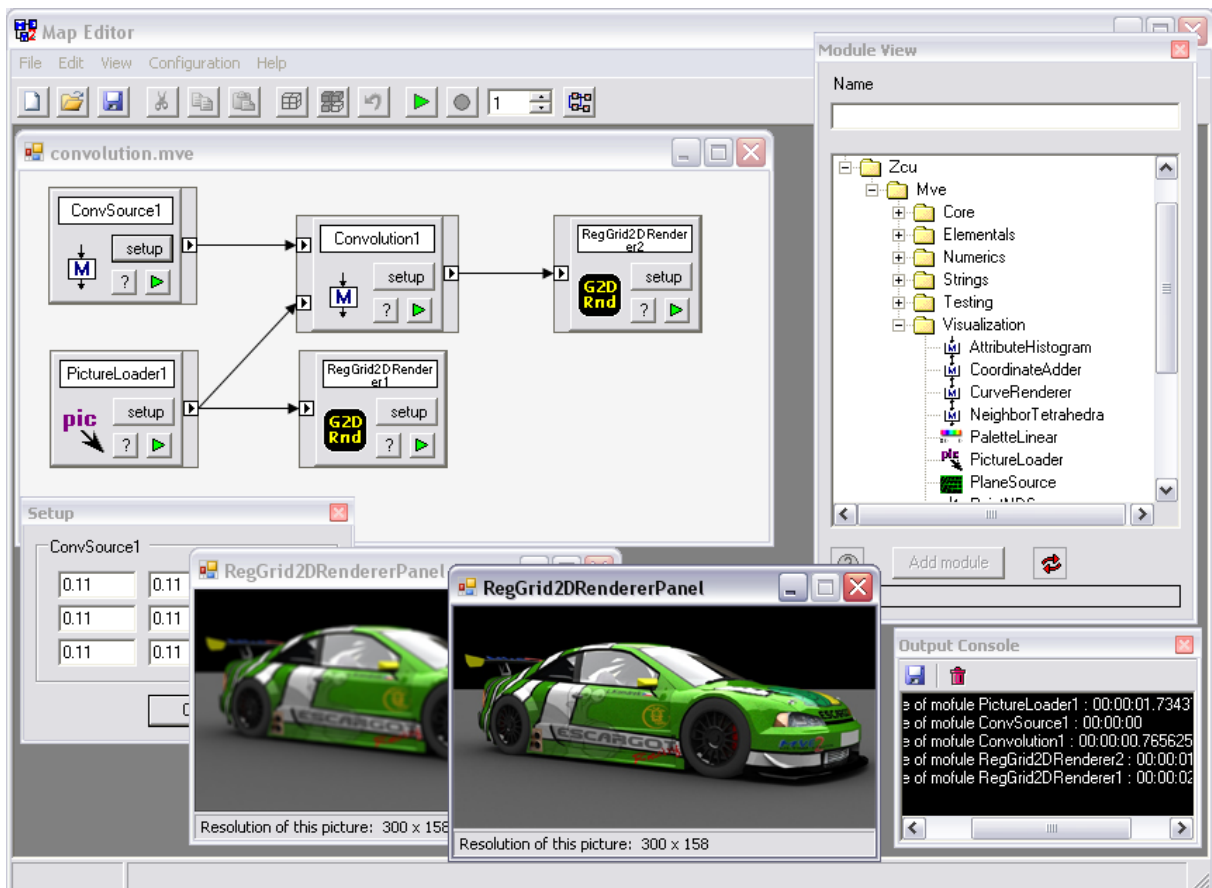 Map Editor
File Edit View Configuration Help
1
convolution.mve
ConvSource1
setup
?
M
Convolution1
setup
?
M
RegGrid2DRender
er2
setup
?
G2D
Rnd
PictureLoader1
setup
?
pic
RegGrid2DRender
er1
setup
?
G2D
Rnd
Module View
Name
Zcu
Mve
Core
Elementals
Numerics
Strings
Testing
Visualization
AttributeHistogram
CoordinateAdder
CurveRenderer
NeighborTetrahedra
PaletteLinear
PictureLoader
PlaneSource
Add module
Setup
ConvSource1
0.11 0.11
0.11 0.11
0.11 0.11
RegGrid2DRendererPanel
ESCARGOT
Resolution of this picture: 300 x 158
RegGrid2DRendererPanel
ESCARGOT
ESCARGOT
Resolution of this picture: 300 x 158
Output Console
e of mofule PictureLoader1 : 00:00:01.7343
e of mofule ConvSource1 : 00:00:00
e of mofule Convolution1 : 00:00:00.765625
e of mofule RegGrid2DRenderer2 : 00:00:01
e of mofule RegGrid2DRenderer1 : 00:00:02